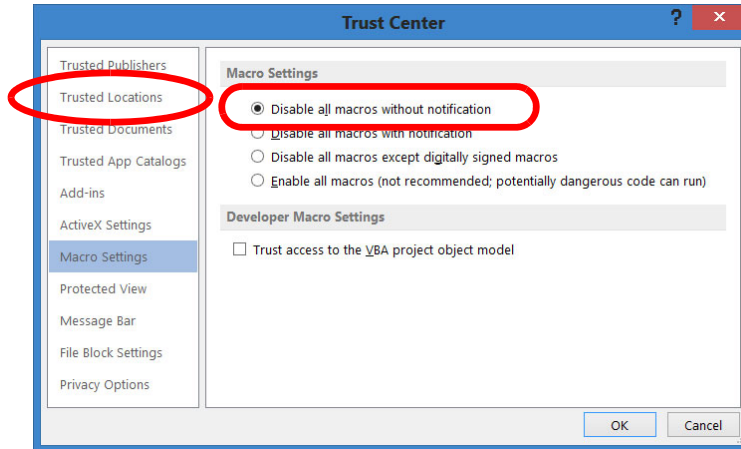 Trust Center
? ×
Trusted Publishers
Trusted Locations
Trusted Documents
Trusted App Catalogs
Add-ins
ActiveX Settings
Macro Settings
Protected View
Message Bar
File Block Settings
Privacy Options
Macro Settings
Disable all macros without notification
Disable all macros with notification
Disable all macros except digitally signed macros
Enable all macros (not recommended; potentially dangerous code can run)
Developer Macro Settings
Trust access to the VBA project object model
OK Cancel